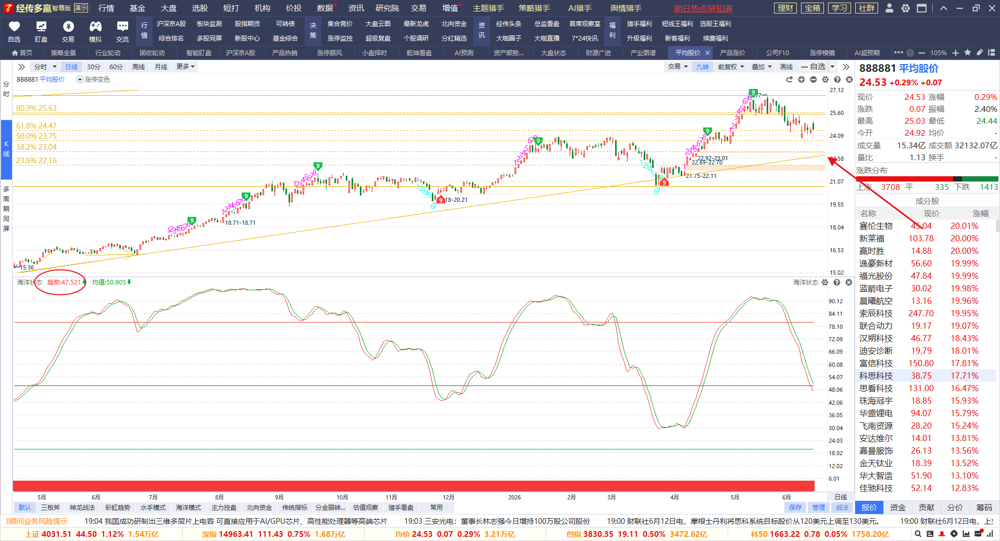 经传多赢 智尊版 演示 行情 基金 大盘 选股 短打 机构 价投 数据 资讯 研究院 交易 增值 主题猎手 策略猎手 AI猎手 舆情猎手 明日热点早知道 理财 宝箱 学习 社群
自选 盯盘 交易 模拟 交流
行情 沪深京A股 板块监测 股指期货 可转债 决策 集合竞价 大盘云图 最新龙虎 北向资金 资讯 经传头条 总监看盘 首席观察室 福利 猎手福利 短线王福利 选股王福利
综合排名 多股同屏 新股中心 基金综合 涨停监控 超级复盘 个股调研 分红精选 大咖圈子 大咖直播 7*24快讯 升级福利 新客福利 续费福利
首页 策略全景 行业轮动 固收轮动 智能盯盘 沪深京A股 产品热销 涨停跟风 小盘择时 乾坤看盘 AI预测 资产顺势... 大盘状态 财源广进 产业图谱 平均股价 产品涨价 公司F10 涨停棱镜 AI超预期 105%
分时 日线 30分 60分 周线 月线 更多 交易 九转 前复权 叠加 画线 自选
888881 平均股价 涨停变色
分时
K线
多周期同屏
80.9% 25.63
61.8% 24.47
50.0% 23.75
38.2% 23.04
23.6% 22.16
22.92-23.01
22.69-22.70
21.75-22.11
18-20.21
18.71-18.71
15.36
27.12
25.60
24.09
22.58
21.07
19.55
18.04
16.53
15.02
海洋状态 趋势:47.521 均值:50.905 海洋状态
90.12
84.11
78.10
72.09
66.09
60.08
54.07
48.06
42.06
36.05
30.04
24.03
18.02
12.02
6.01
5月 6月 7月 8月 9月 10月 11月 12月 2026 2月 3月 4月 5月 6月 日线
默认 三板斧 神龙战法 彩虹趋势 水手模式 海洋模式 主力控盘 北向资金 传统指标 分金弱转... 估值观察 猎手看盘 常用 保存 管理 战法
888881 平均股价
24.53 +0.29% +0.07
现价 24.53 涨幅 0.29%
涨跌 0.07 振幅 2.40%
最高 25.03 最低 24.44
今开 24.92 均价 -
成交量 15.34亿 成交额 32132.07亿
量比 1.13 换手 -
涨跌分布
上涨 3708 平 335 下跌 1413
成分股
名称 现价 涨幅
赛伦生物 45.04 20.01%
新莱福 103.78 20.00%
赢时胜 14.88 20.00%
逸豪新材 56.60 19.99%
福光股份 47.84 19.99%
蓝箭电子 30.02 19.98%
晨曦航空 13.16 19.96%
索辰科技 247.70 19.95%
联合动力 19.17 19.07%
汉朔科技 46.77 18.43%
迪安诊断 19.79 18.01%
富信科技 150.80 17.81%
科思科技 38.75 17.71%
思看科技 131.00 16.47%
珠海冠宇 18.85 15.93%
华盛锂电 94.07 15.79%
飞南资源 28.20 15.24%
安达维尔 14.01 13.81%
嘉曼服饰 26.13 13.56%
金天钛业 18.39 13.52%
华大智造 51.90 13.10%
佳驰科技 52.14 12.83%
报价 资金 贡献 分价 筹码
顾问业务风险提示 19:04 我国成功研制出三维多层片上电容 可直接应用于AI/GPU芯片、高性能处理器等高端芯片 19:03 三安光电：董事长林志强今日增持100万股公司股份 19:00 财联社6月12日电，摩根士丹利将思科系统目标股价从120美元上调至130美元。 19:00 财联社6月12日电，上
上证 4031.51 44.50 1.12% 1.54万亿 深指 14963.41 111.43 0.75% 1.68万亿 均价 24.53 0.07 0.29% 3.21万亿 创指 3830.35 19.11 0.50% 3472.62亿 科50 1663.22 0.78 0.05% 1758.20亿